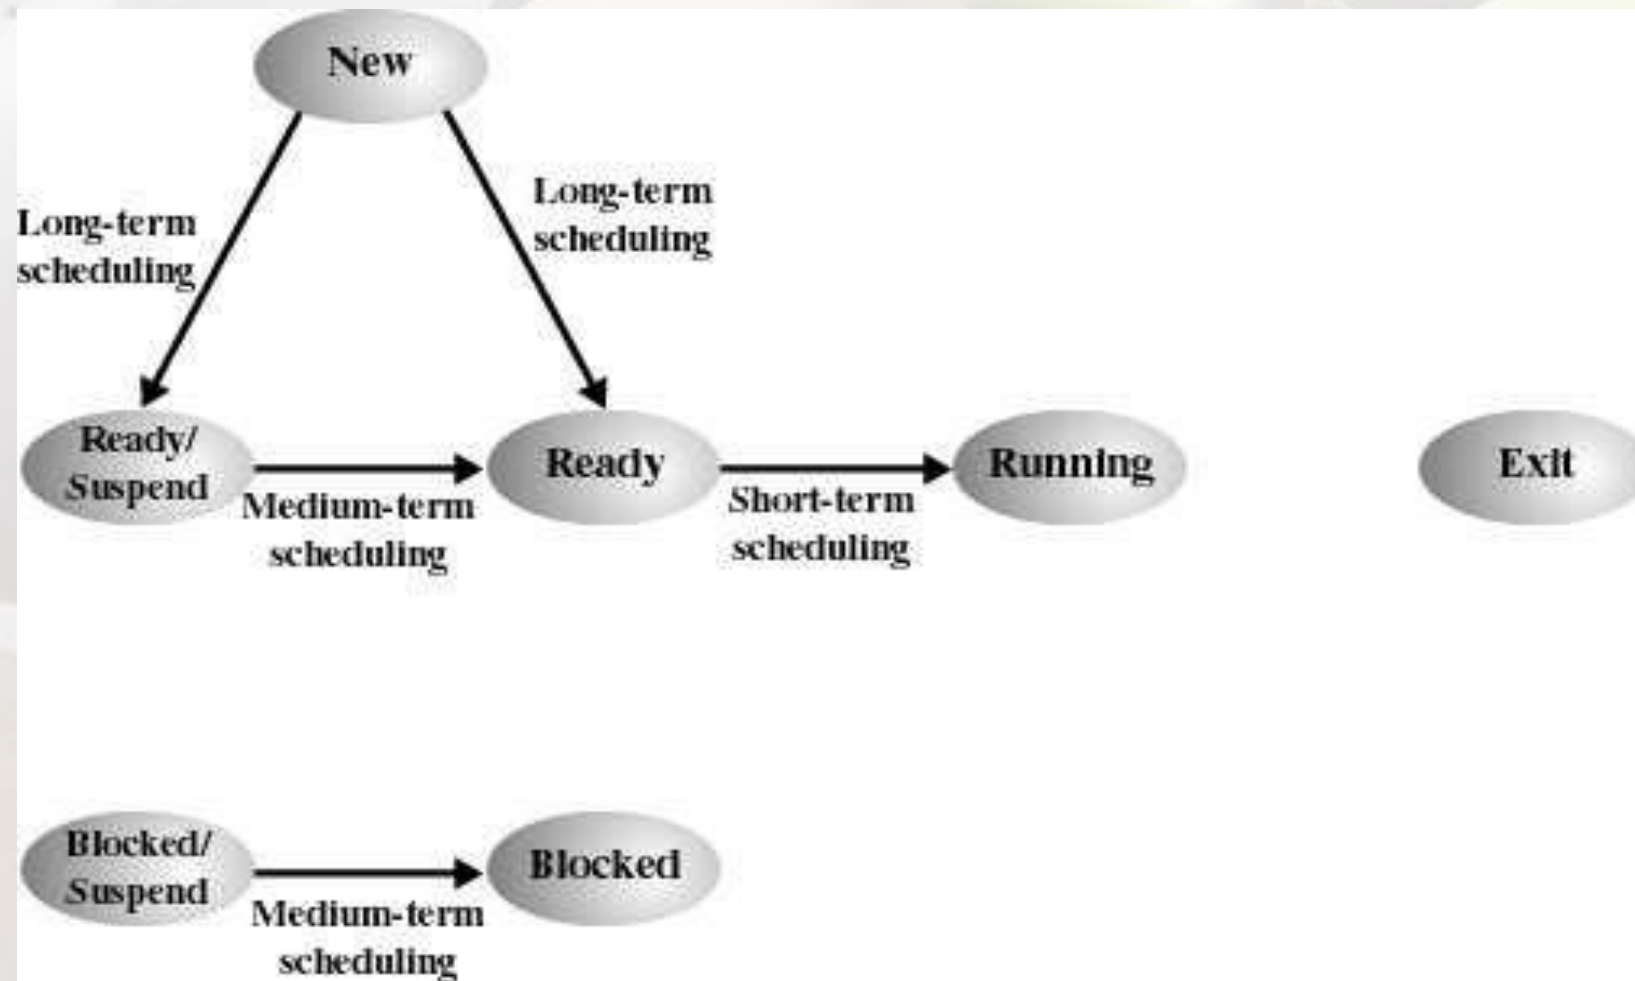 New
Long-term
scheduling
Long-term
scheduling
Ready/
Suspend
Medium-term
scheduling
Ready
Short-term
scheduling
Running
Exit
Blocked/
Suspend
Medium-term
scheduling
Blocked